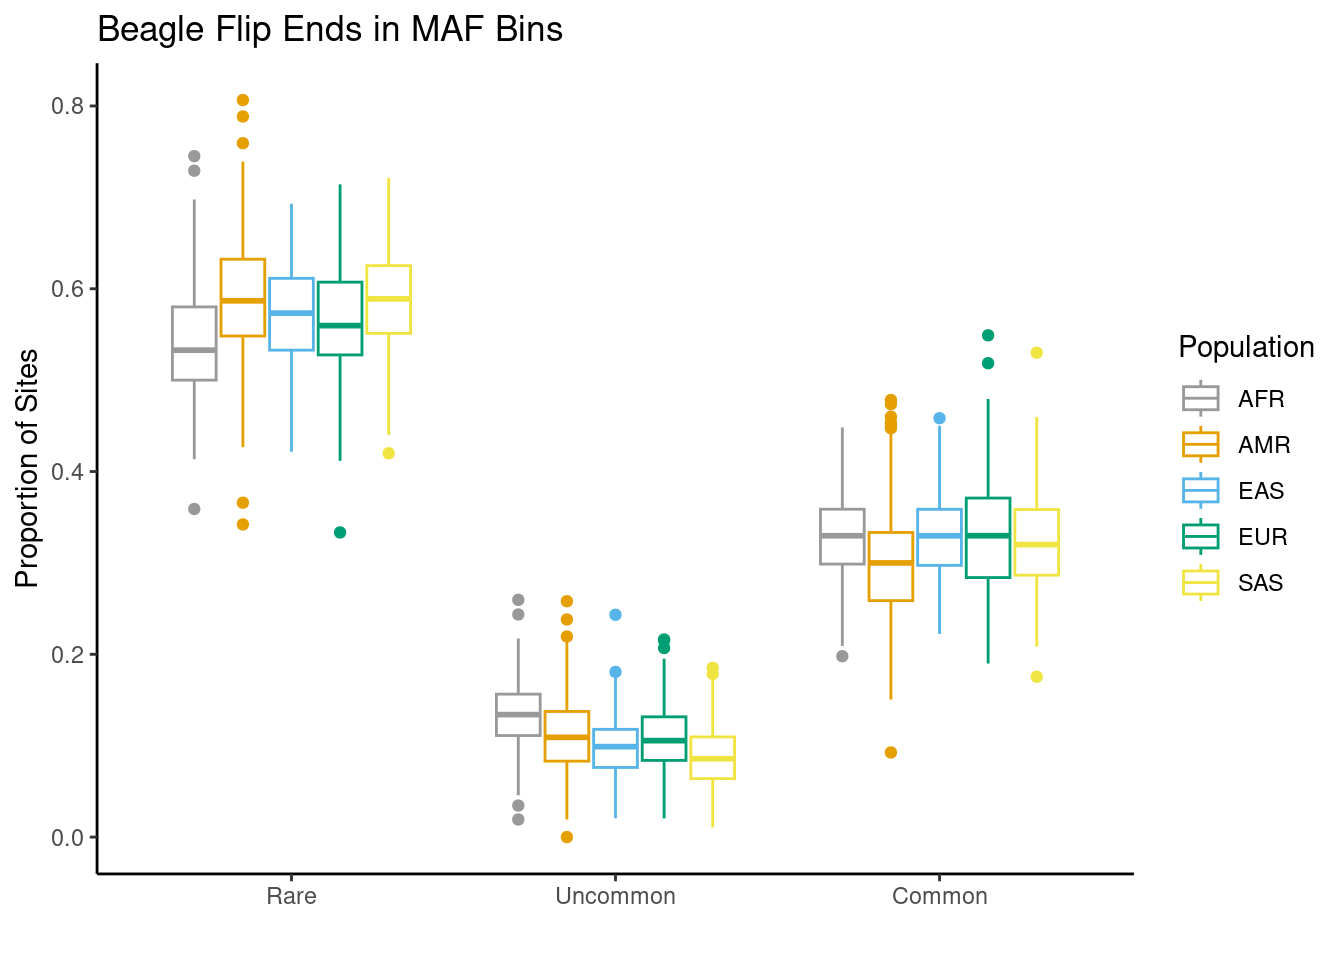 Beagle Flip Ends in MAF Bins
Proportion of Sites
0.8
0.6
0.4
0.2
0.0
Rare
Uncommon
Common
Population
AFR
AMR
EAS
EUR
SAS